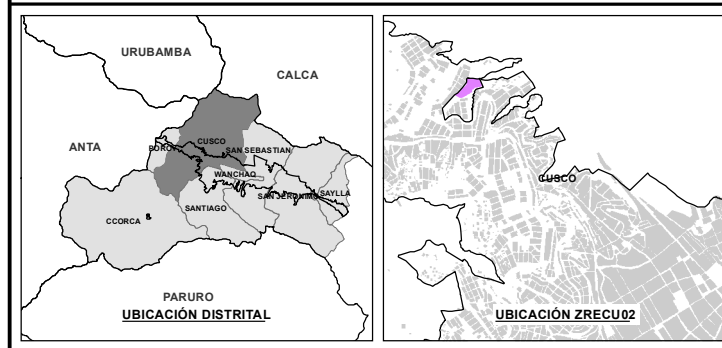 URUBAMBA
CALCA
ANTA
CUSCO
POROY
SAN SEBASTIAN
WANCHAQ
SAN JERONIMO
SAYLLA
CCORCA
SANTIAGO
PARURO
UBICACIÓN DISTRITAL
CUSCO
UBICACIÓN ZRECU02